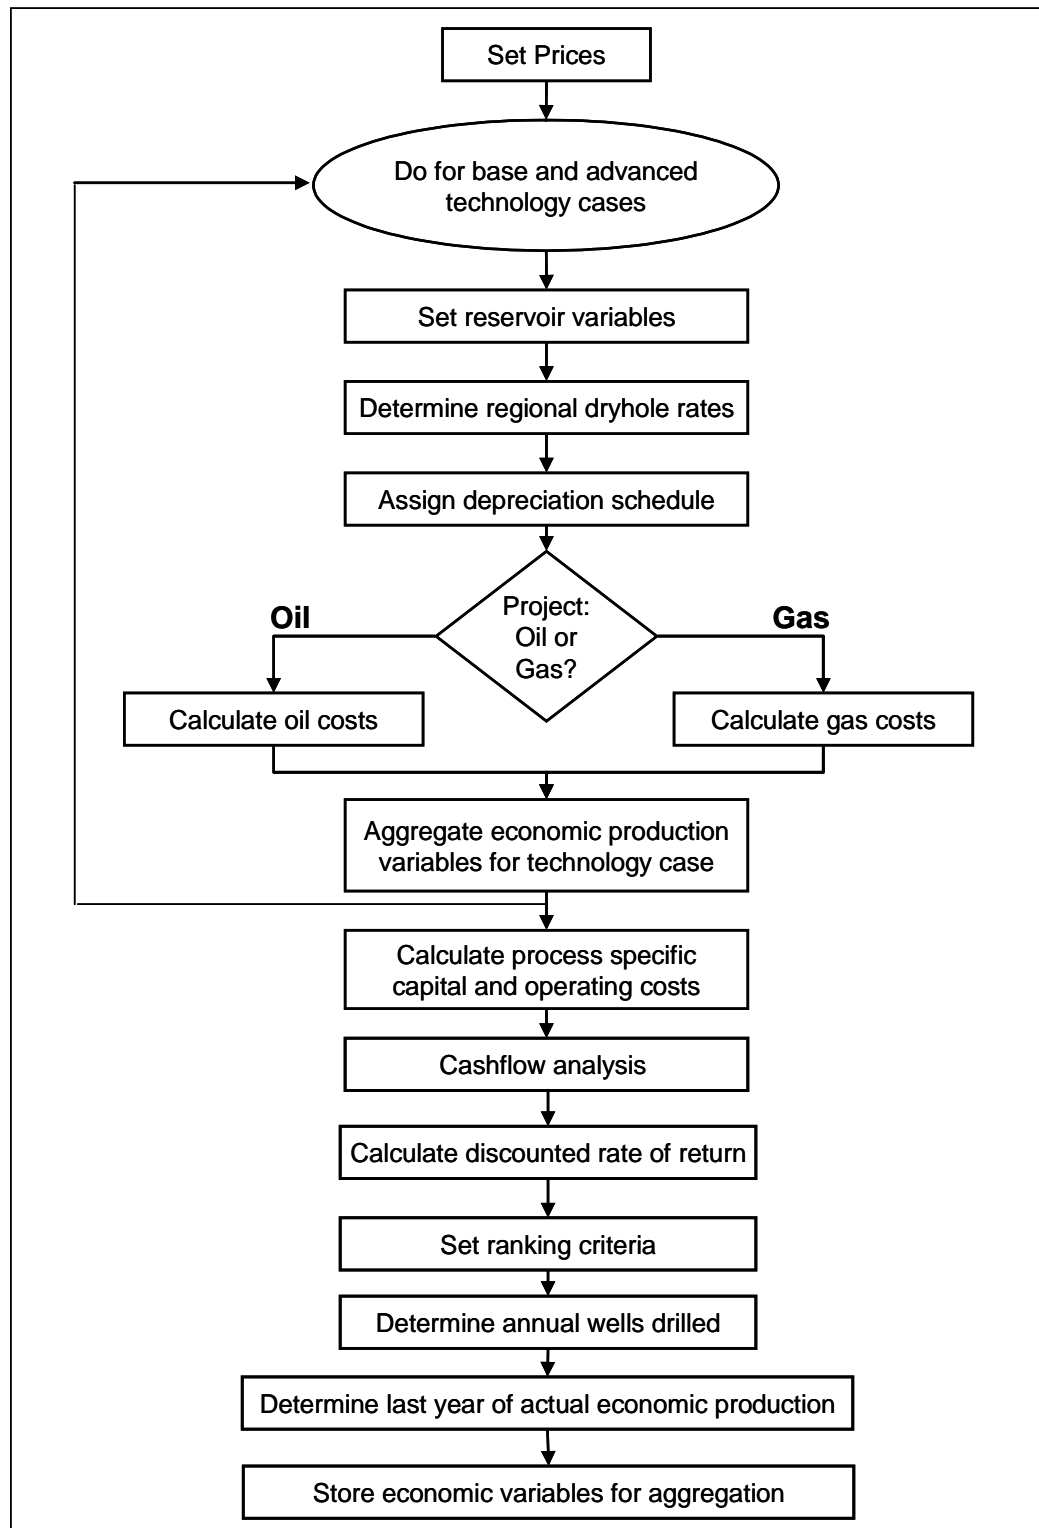 Set Prices
Do for base and advanced
technology cases
Set reservoir variables
Determine regional dryhole rates
Assign depreciation schedule
Project:
Oil or
Gas?
Oil
Gas
Calculate oil costs
Calculate gas costs
Aggregate economic production
variables for technology case
Calculate process specific
capital and operating costs
Cashflow analysis
Calculate discounted rate of return
Set ranking criteria
Determine annual wells drilled
Determine last year of actual economic production
Store economic variables for aggregation